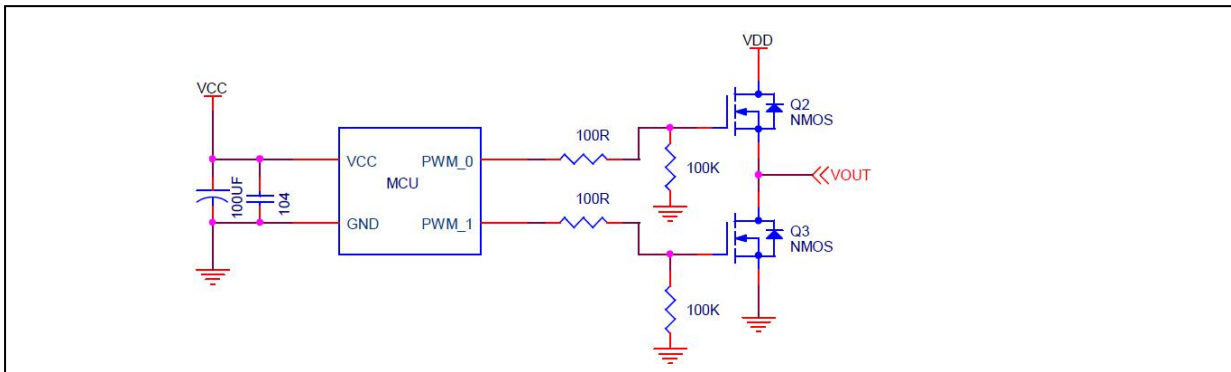 VDD
VCC
Q2
NMOS
100R
VCC
PWM_0
100K
MCU
VOUT
100UF
104
100R
GND
PWM_1
Q3
NMOS
100K